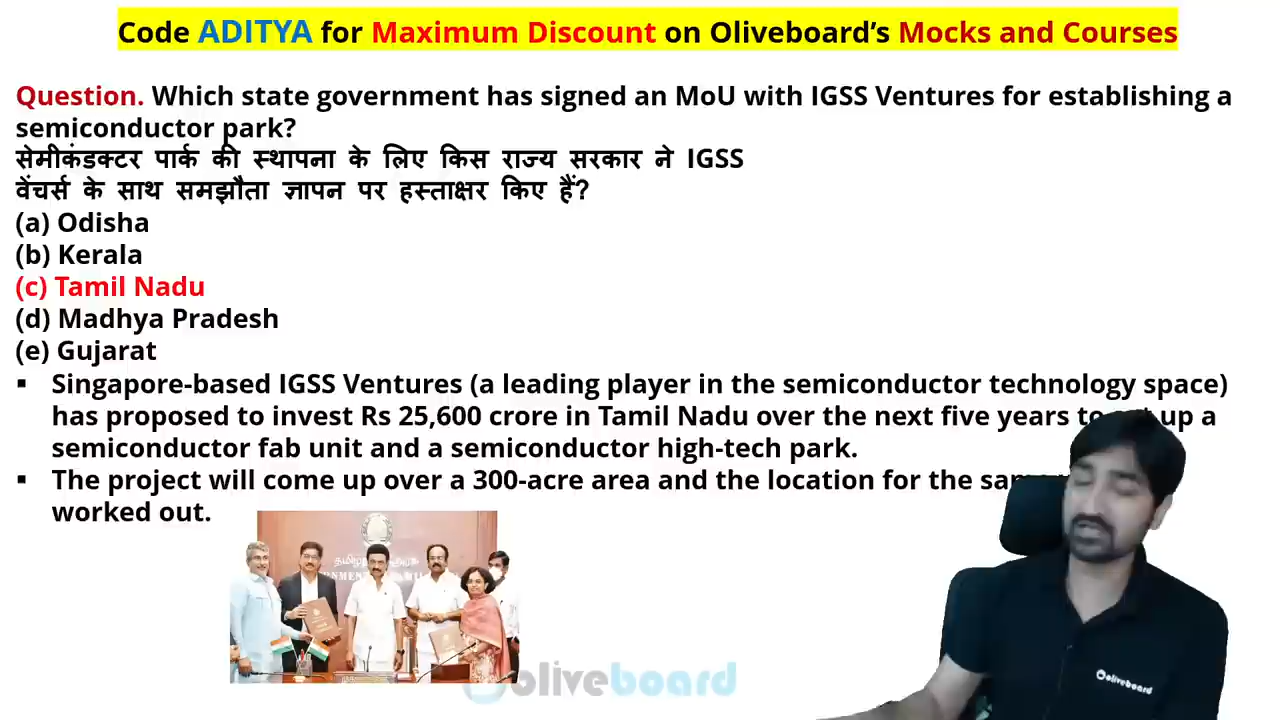 Code ADITYA for Maximum Discount on Oliveboard’s Mocks and Courses
Question. Which state government has signed an MoU with IGSS Ventures for establishing a
semiconductor park?
सेमीकंडक्टर पार्क की स्थापना के लिए किस राज्य सरकार ने IGSS
वेंचर्स के साथ समझौता ज्ञापन पर हस्ताक्षर किए हैं?
(a) Odisha
(b) Kerala
(c) Tamil Nadu
(d) Madhya Pradesh
(e) Gujarat
▪ Singapore-based IGSS Ventures (a leading player in the semiconductor technology space)
has proposed to invest Rs 25,600 crore in Tamil Nadu over the next five years to up a
semiconductor fab unit and a semiconductor high-tech park.
▪ The project will come up over a 300-acre area and the location for the
worked out.
oliveboard
oliveboard